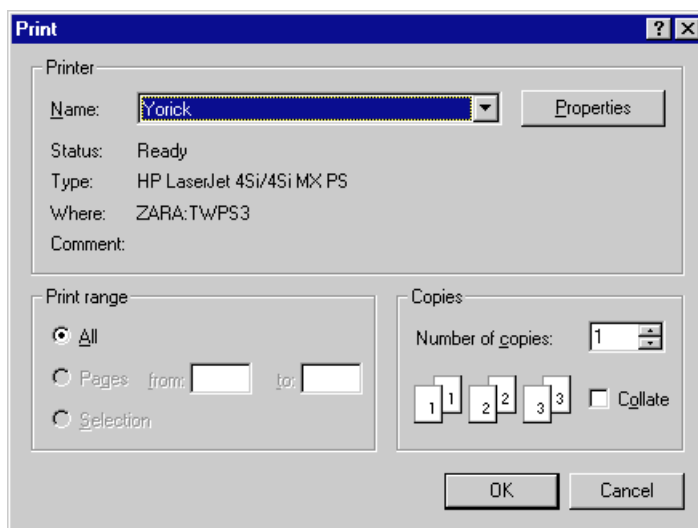 Print
Printer
Name: Yorick Properties
Status: Ready
Type: HP LaserJet 4Si/4Si MX PS
Where: ZARA:TWPS3
Comment:
Print range
All
Pages from: to:
Selection
Copies
Number of copies: 1
1 1 2 2 3 3 Collate
OK Cancel